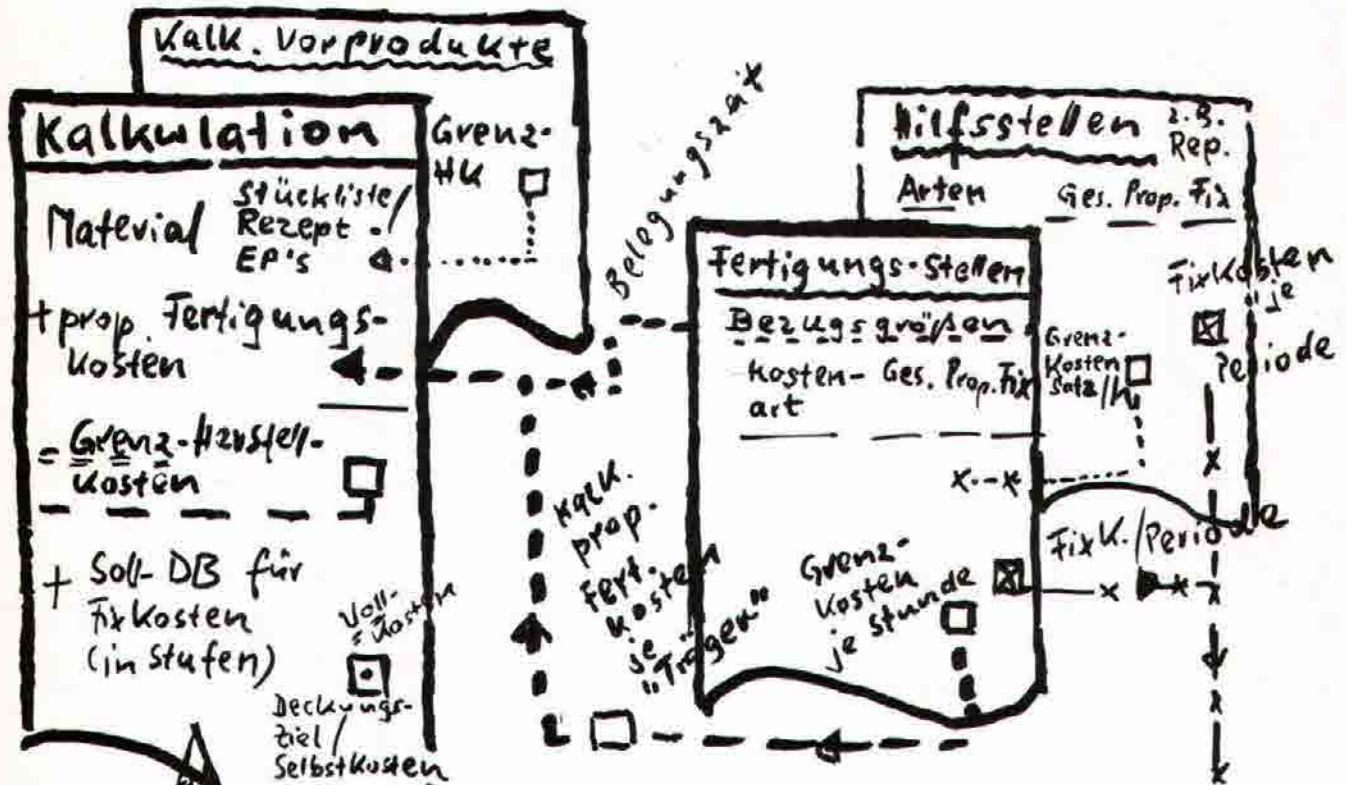 Kalk. Vorprodukte
Grenz-
HK
Kalkulation
Material
Stückliste/
Rezept ./
EP's
+ prop. Fertigungs-
kosten
= Grenz-Herstell-
kosten
+ Soll-DB für
Fixkosten
(in Stufen)
Voll-
= kosten
Deckungs-
ziel/
Selbstkosten
Belegungszeit
Kalk.
prop.
Fert.
kosten
je
"Träger"
Hilfsstellen z.B.
Rep.
Arten Ges. Prop. Fix
Fixkosten
je
Periode
Fertigungs-Stellen
Bezugsgrößen
Kosten- Ges. Prop. Fix
art
Grenz-
Kosten
Satz/h
Grenz-
kosten
je Stunde
Fix K./Periode